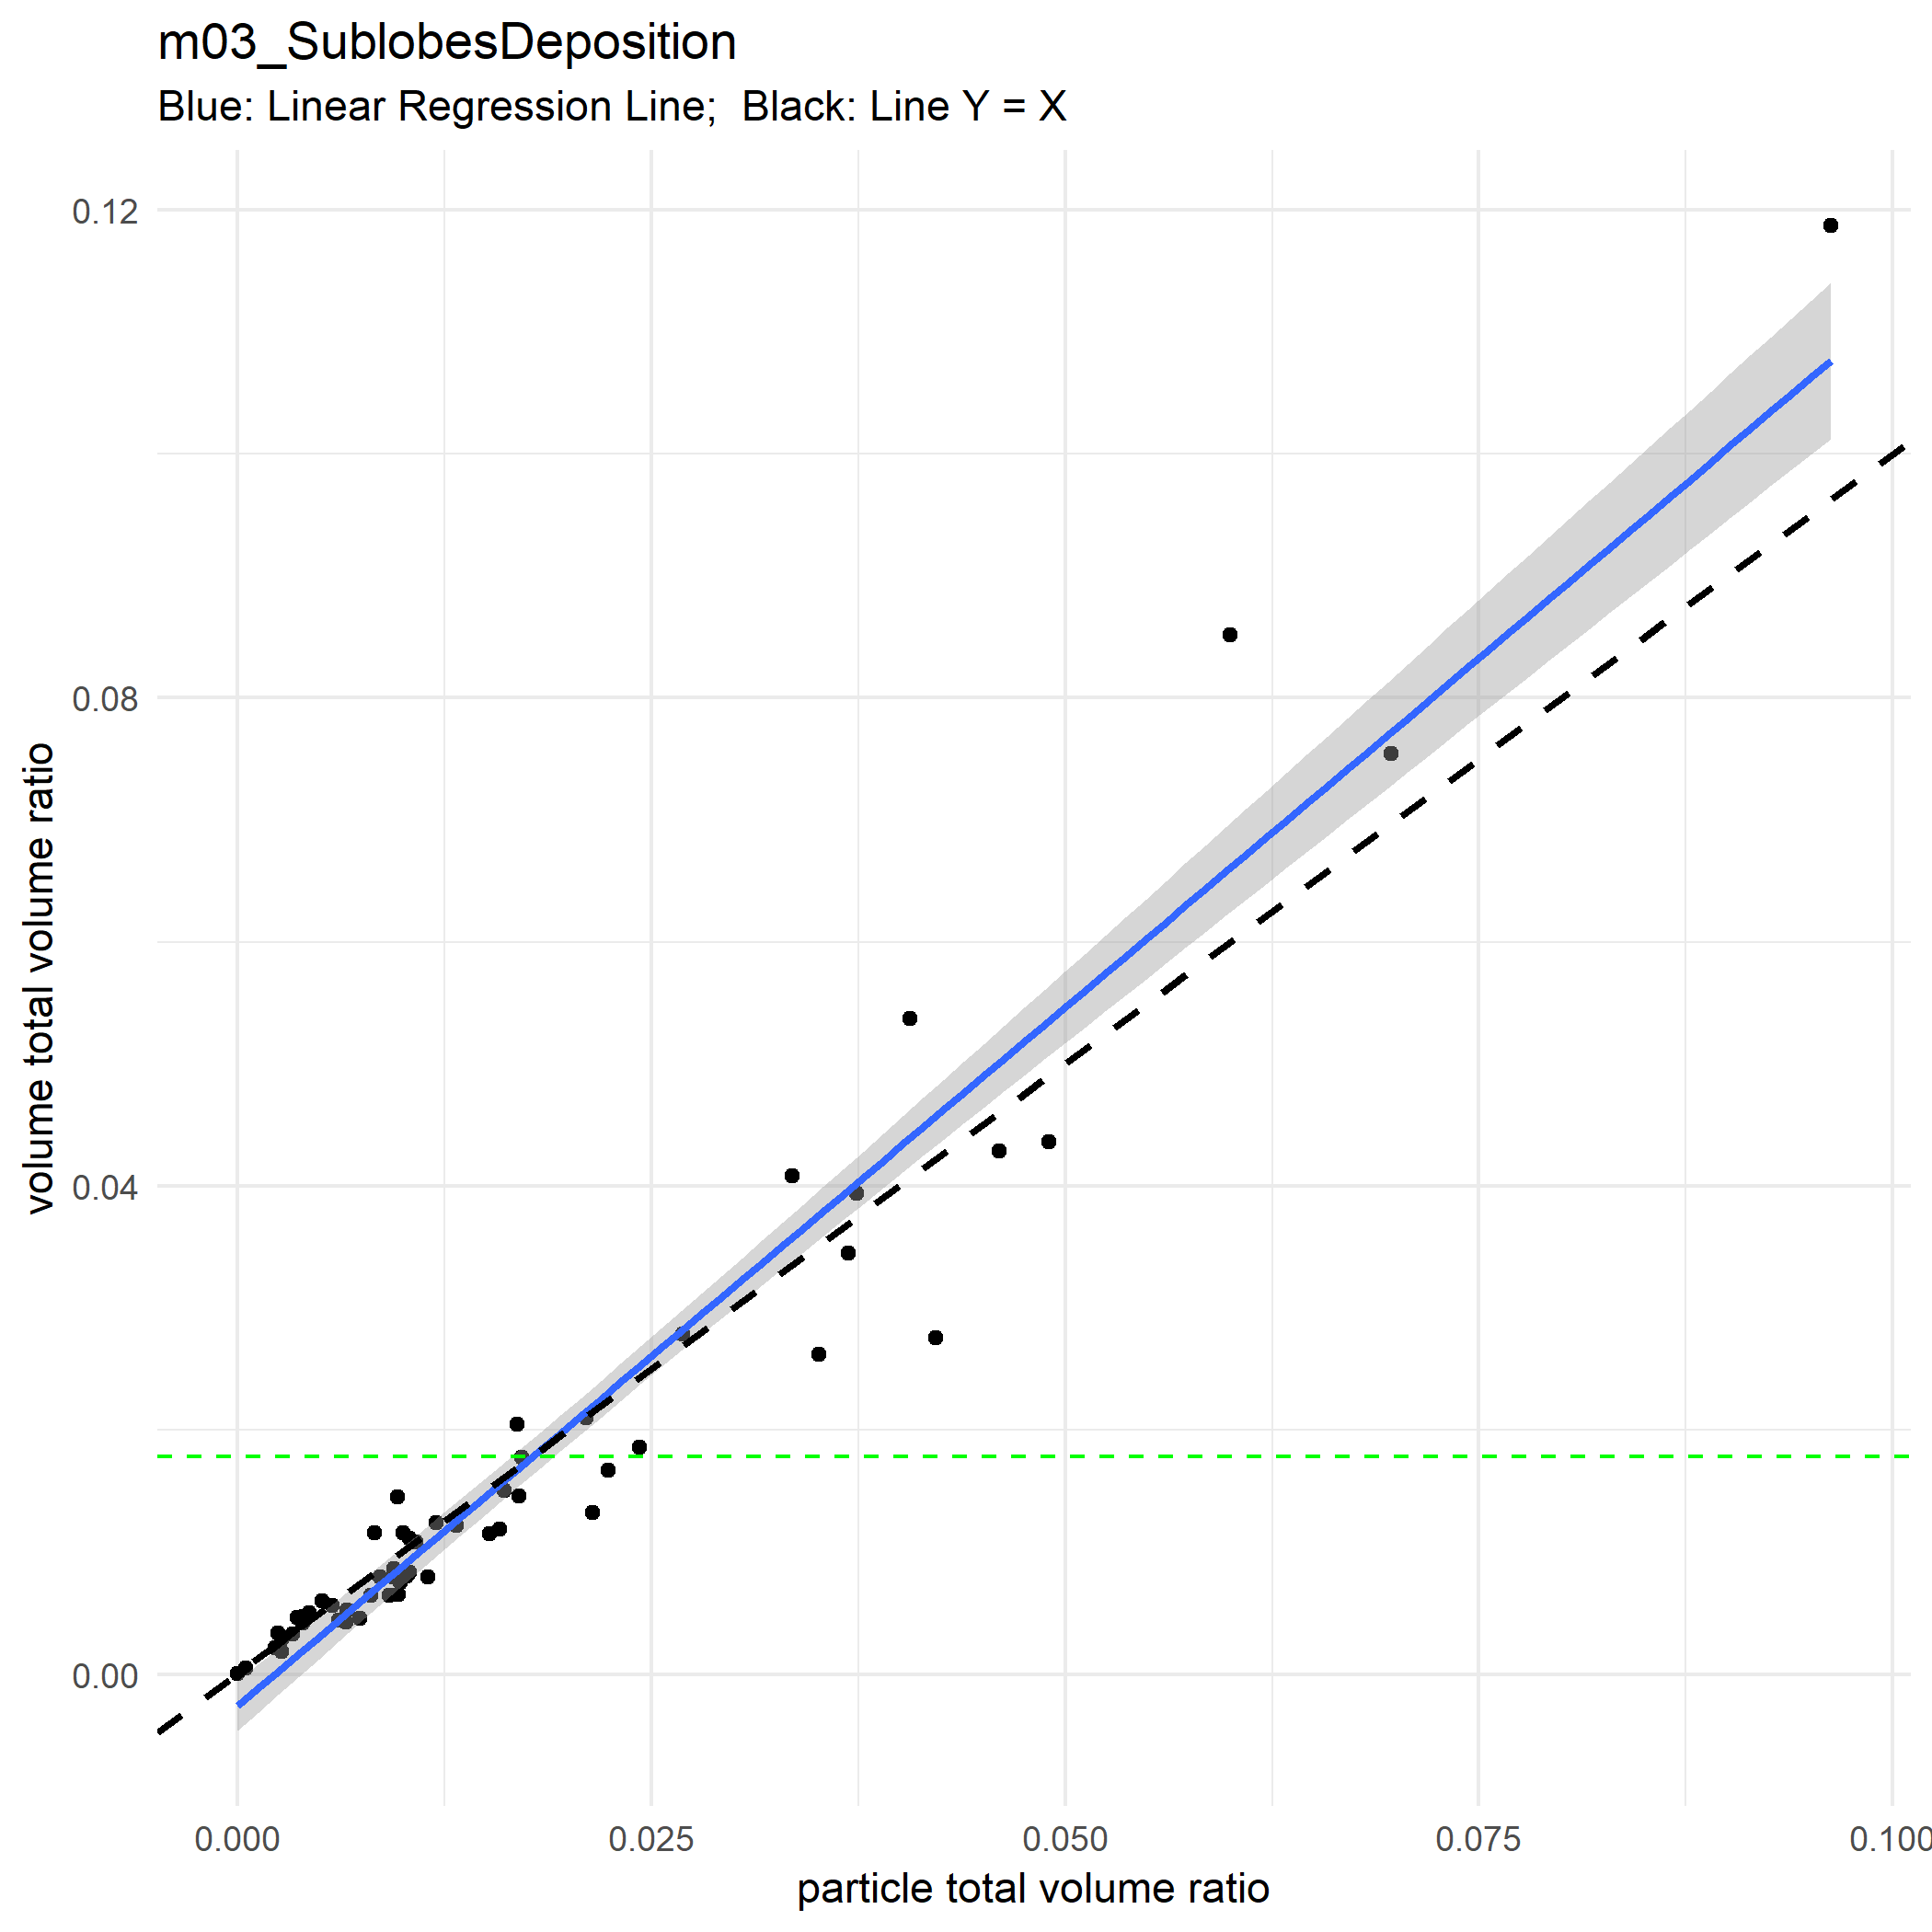 m03_SublobesDeposition
Blue: Linear Regression Line;  Black: Line Y = X
0.12
0.08
0.04
0.00
volume total volume ratio
0.000
0.025
0.050
0.075
0.100
particle total volume ratio